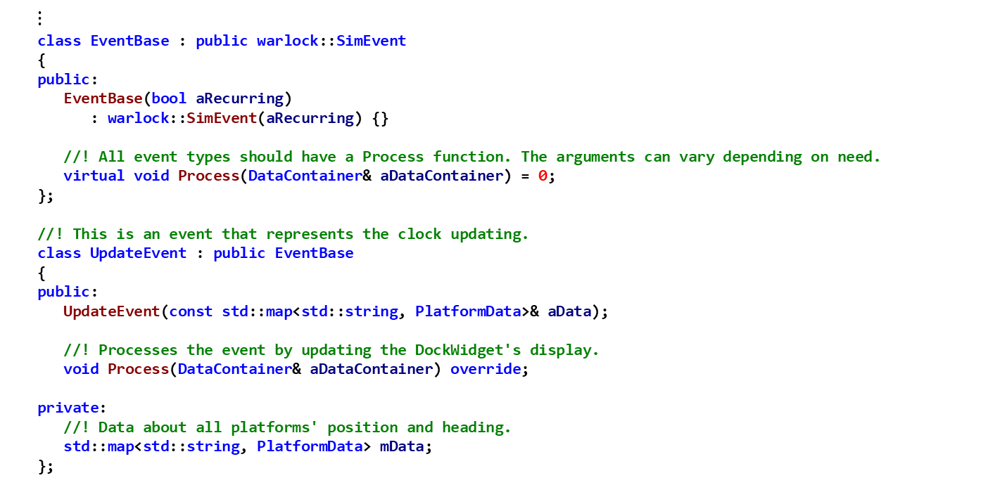 ⋮
class EventBase : public warlock::SimEvent
{
public:
   EventBase(bool aRecurring)
      : warlock::SimEvent(aRecurring) {}

   //! All event types should have a Process function. The arguments can vary depending on need.
   virtual void Process(DataContainer& aDataContainer) = 0;
};

//! This is an event that represents the clock updating.
class UpdateEvent : public EventBase
{
public:
   UpdateEvent(const std::map<std::string, PlatformData>& aData);

   //! Processes the event by updating the DockWidget's display.
   void Process(DataContainer& aDataContainer) override;

private:
   //! Data about all platforms' position and heading.
   std::map<std::string, PlatformData> mData;
};